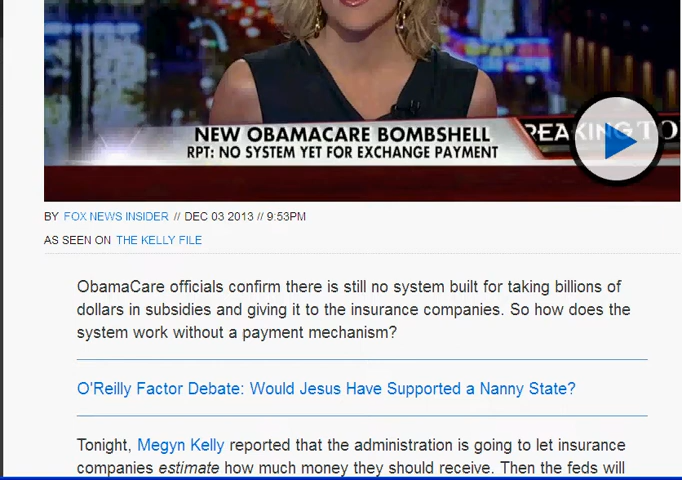 NEW OBAMACARE BOMBSHELL
RPT: NO SYSTEM YET FOR EXCHANGE PAYMENT
BY FOX NEWS INSIDER // DEC 03 2013 // 9:53PM
AS SEEN ON THE KELLY FILE
ObamaCare officials confirm there is still no system built for taking billions of
dollars in subsidies and giving it to the insurance companies. So how does the
system work without a payment mechanism?
O'Reilly Factor Debate: Would Jesus Have Supported a Nanny State?
Tonight, Megyn Kelly reported that the administration is going to let insurance
companies estimate how much money they should receive. Then the feds will